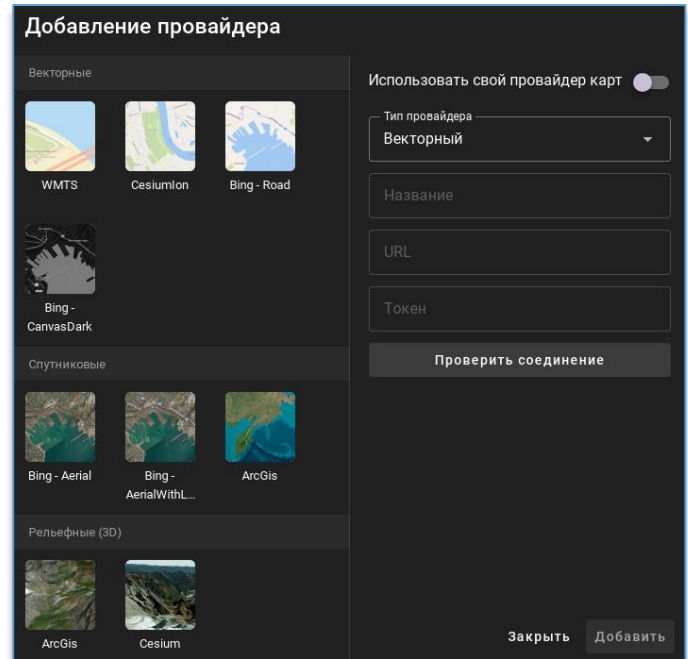 Добавление провайдера
Векторные
WMTS
CesiumIon
Bing - Road
Bing -
CanvasDark
Спутниковые
Bing - Aerial
Bing -
AerialWithL...
ArcGis
Рельефные (3D)
ArcGis
Cesium
Использовать свой провайдер карт
Тип провайдера
Векторный
Название
URL
Токен
Проверить соединение
Закрыть
Добавить